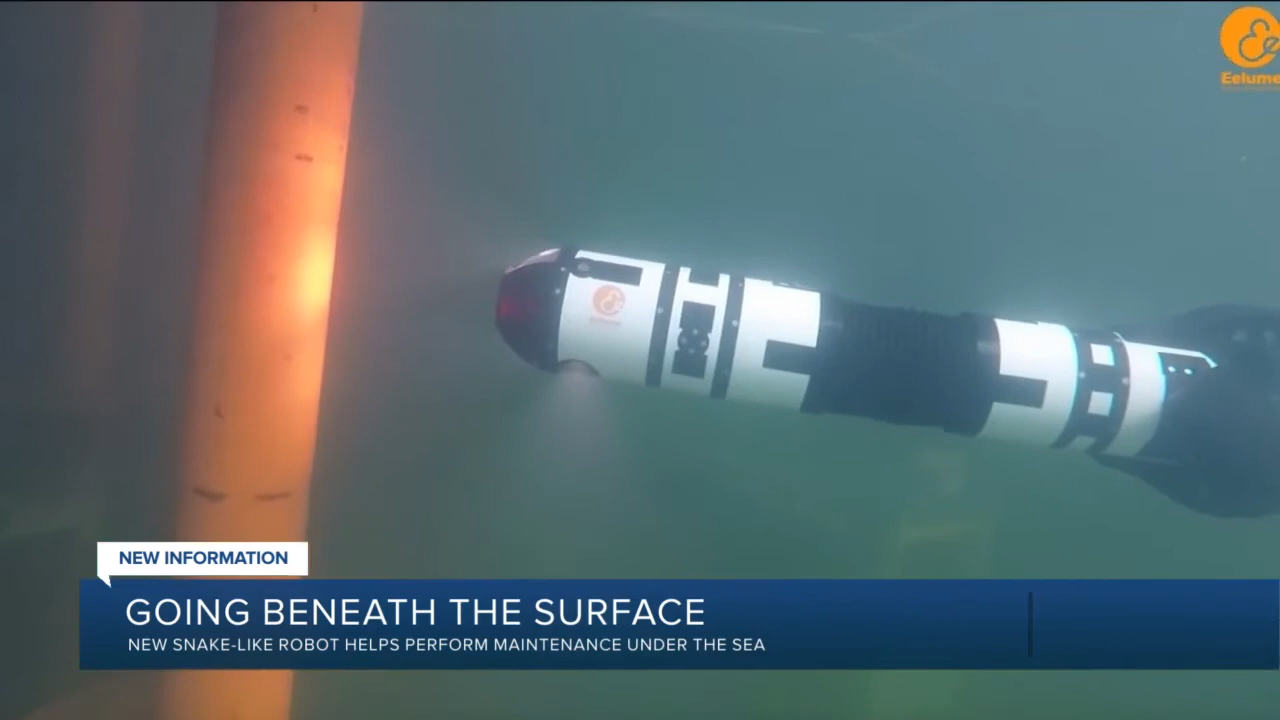 Eelume
NEW INFORMATION
GOING BENEATH THE SURFACE
NEW SNAKE-LIKE ROBOT HELPS PERFORM MAINTENANCE UNDER THE SEA